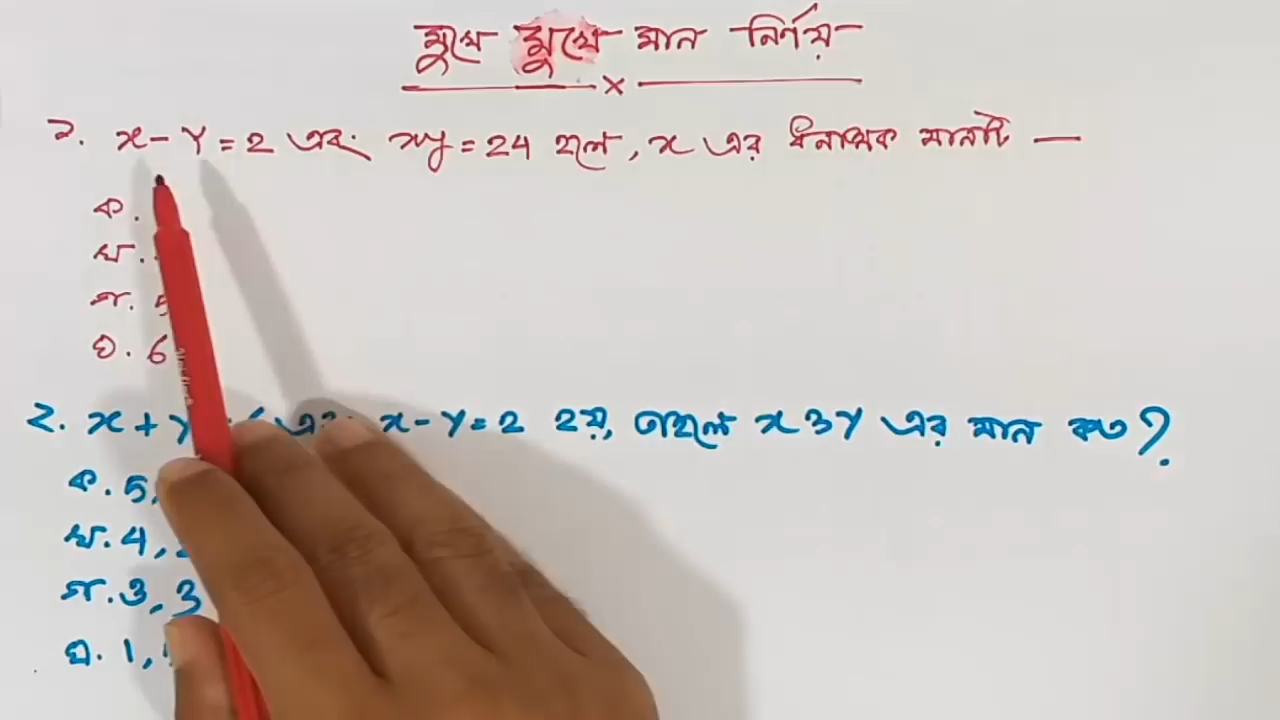 মুখে মুখে মান নির্ণয়
১. x - y = 2 এবং xy = 24 হলে, x এর ধনাত্মক মানটি —
ক.
খ.
গ. 5
ঘ. 6
২. x + y এবং x - y = 2 হয়, তাহলে x ও y এর মান কত?
ক. 5,
খ. 4,
গ. 3, 3
ঘ. 1,